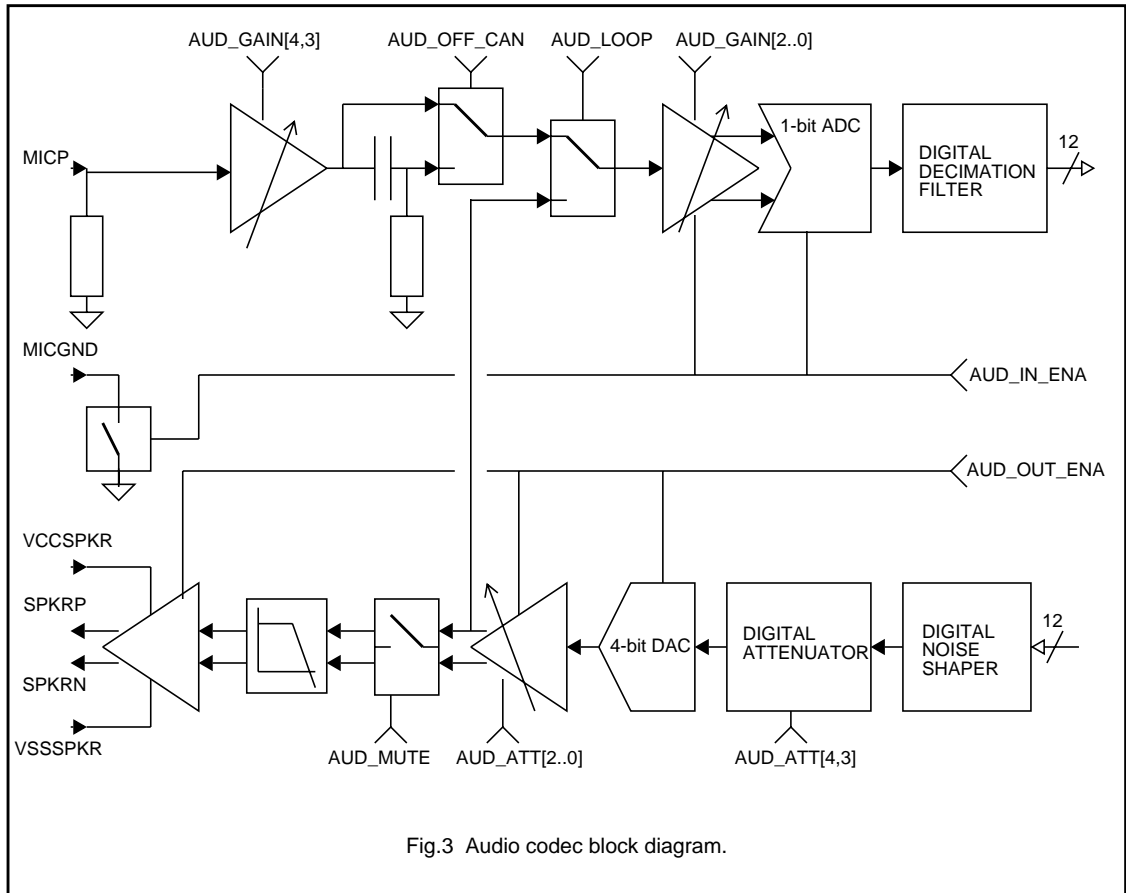 AUD_GAIN[4,3]
AUD_OFF_CAN
AUD_LOOP
AUD_GAIN[2..0]
MICP
1-bit ADC
DIGITAL
DECIMATION
FILTER
12
MICGND
AUD_IN_ENA
AUD_OUT_ENA
VCCSPKR
SPKRP
SPKRN
VSSSPKR
4-bit DAC
DIGITAL
ATTENUATOR
DIGITAL
NOISE
SHAPER
12
AUD_MUTE
AUD_ATT[2..0]
AUD_ATT[4,3]
Fig.3 Audio codec block diagram.